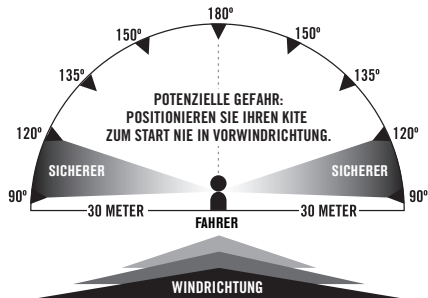 180º
150º 150º
135º 135º
POTENZIELLE GEFAHR:
POSITIONIEREN SIE IHREN KITE
ZUM START NIE IN VORWINDRICHTUNG.
120º 120º
SICHERER SICHERER
90º 90º
30 METER 30 METER
FAHRER
WINDRICHTUNG